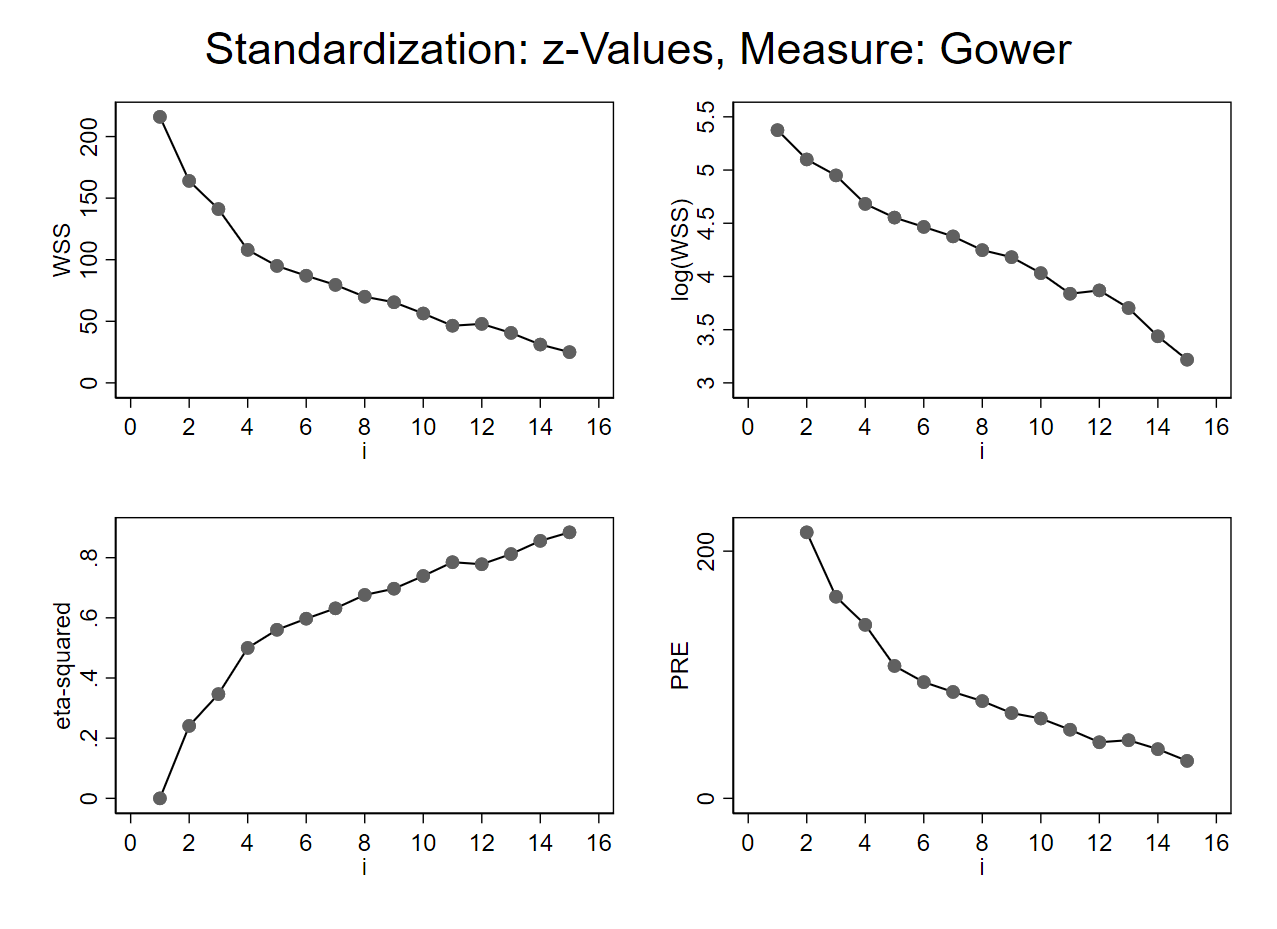 Standardization: z-Values, Measure: Gower
WSS
200
150
100
50
0
0 2 4 6 8 10 12 14 16
i
log(WSS)
5.5
5
4.5
4
3.5
3
0 2 4 6 8 10 12 14 16
i
eta-squared
.8
.6
.4
.2
0
0 2 4 6 8 10 12 14 16
i
PRE
200
0
0 2 4 6 8 10 12 14 16
i